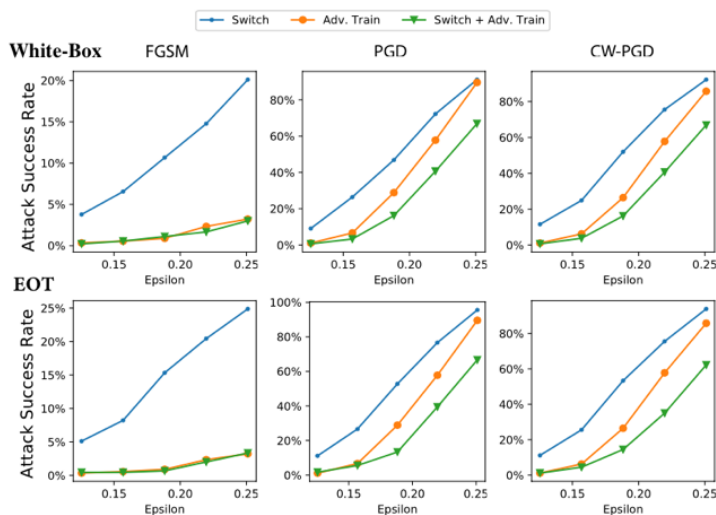 Switch Adv. Train Switch + Adv. Train
White-Box FGSM PGD CW-PGD
Attack Success Rate
20%
15%
10%
5%
0%
0.15 0.20 0.25
Epsilon
80%
60%
40%
20%
0%
0.15 0.20 0.25
Epsilon
80%
60%
40%
20%
0%
0.15 0.20 0.25
Epsilon
EOT
Attack Success Rate
25%
20%
15%
10%
5%
0%
0.15 0.20 0.25
Epsilon
100%
80%
60%
40%
20%
0%
0.15 0.20 0.25
Epsilon
80%
60%
40%
20%
0%
0.15 0.20 0.25
Epsilon